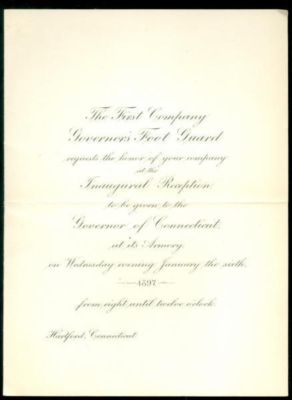 The First Company
Governor's Foot Guard
requests the honor of your company
at the
Inaugural Reception
to be given to the
Governor of Connecticut,
at its Armory,
on Wednesday evening January the sixth,
1897
from eight until twelve o'clock.
Hartford, Connecticut